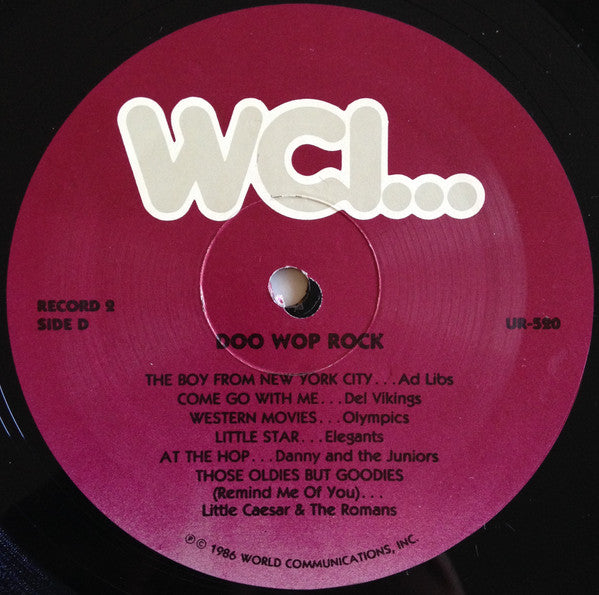 WCI...
RECORD 2
SIDE D
UR-520
DOO WOP ROCK
THE BOY FROM NEW YORK CITY...Ad Libs
COME GO WITH ME...Del Vikings
WESTERN MOVIES...Olympics
LITTLE STAR...Elegants
AT THE HOP...Danny and the Juniors
THOSE OLDIES BUT GOODIES
(Remind Me Of You)...
Little Caesar & The Romans
℗ © 1986 WORLD COMMUNICATIONS, INC.